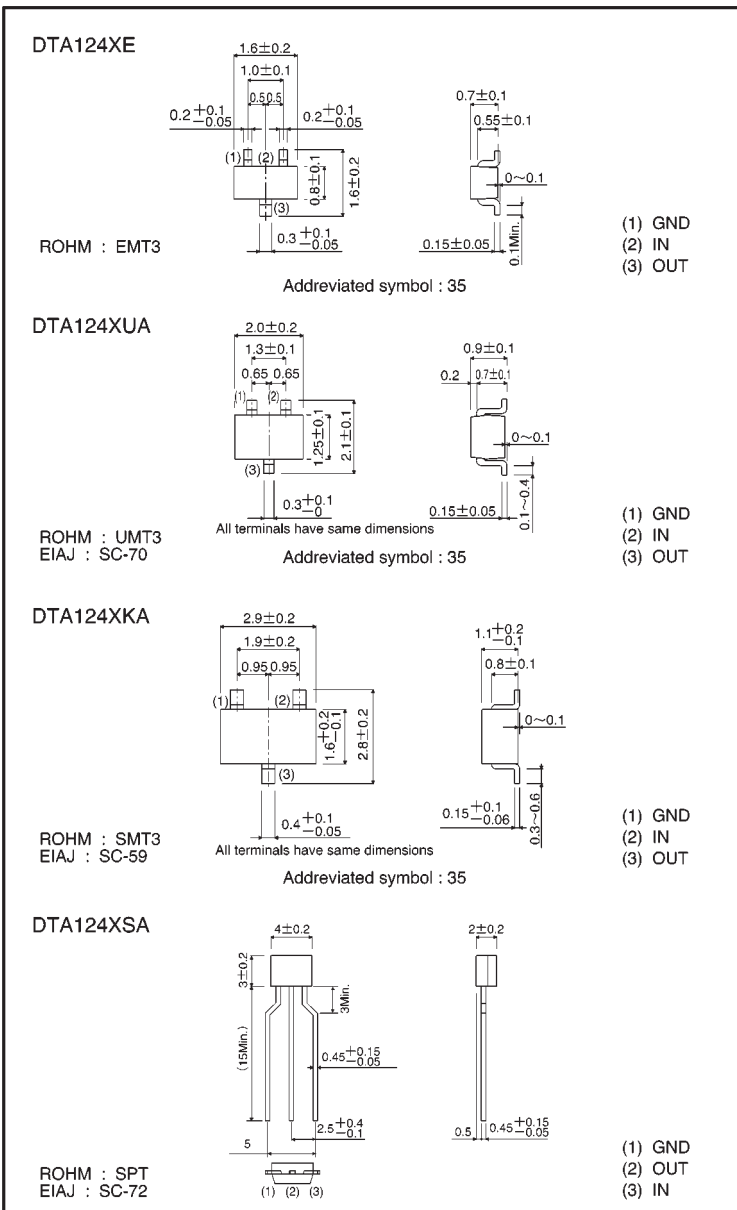 DTA124XE
1.6±0.2
1.0±0.1
0.5 0.5
0.2 +0.1 −0.05
0.2 +0.1 −0.05
(1) (2)
0.8±0.1
1.6±0.2
(3)
0.3 +0.1 −0.05
0.7±0.1
0.55±0.1
0~0.1
0.15±0.05
0.1Min.
ROHM : EMT3
(1) GND
(2) IN
(3) OUT
Addreviated symbol : 35
DTA124XUA
2.0±0.2
1.3±0.1
0.65 0.65
(1) (2)
1.25±0.1
2.1±0.1
(3)
0.3 +0.1 −0
All terminals have same dimensions
0.9±0.1
0.2 0.7±0.1
0~0.1
0.15±0.05
0.1~0.4
ROHM : UMT3
EIAJ : SC-70
(1) GND
(2) IN
(3) OUT
Addreviated symbol : 35
DTA124XKA
2.9±0.2
1.9±0.2
0.95 0.95
(1) (2)
1.6 +0.2 −0.1
2.8±0.2
(3)
0.4 +0.1 −0.05
All terminals have same dimensions
1.1 +0.2 −0.1
0.8±0.1
0~0.1
0.15 +0.1 −0.06
0.3~0.6
ROHM : SMT3
EIAJ : SC-59
(1) GND
(2) IN
(3) OUT
Addreviated symbol : 35
DTA124XSA
4±0.2
2±0.2
3±0.2
3Min.
(15Min.)
0.45 +0.15 −0.05
2.5 +0.4 −0.1
5
0.5
0.45 +0.15 −0.05
(1) (2) (3)
ROHM : SPT
EIAJ : SC-72
(1) GND
(2) OUT
(3) IN